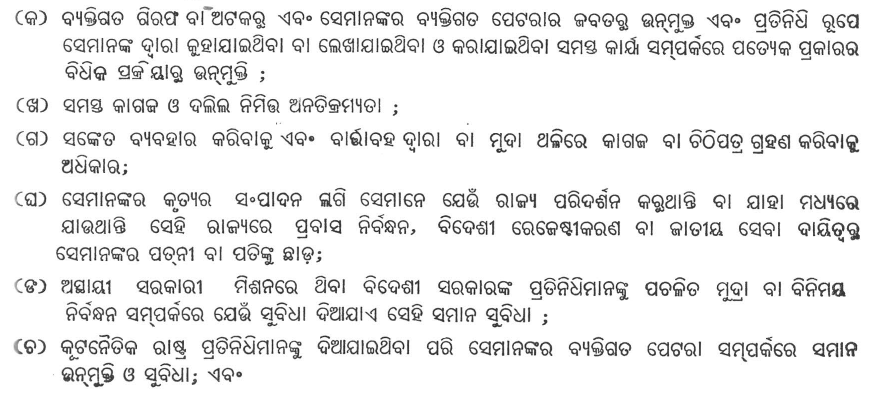 (କ) ବ୍ୟକ୍ତିଗତ ଗିରଫ ବା ଅଟକରୁ ଏବଂ ସେମାନଙ୍କର ବ୍ୟକ୍ତିଗତ ପେଟରାର ଜବତରୁ ଉନ୍ମୁକ୍ତ ଏବଂ ପ୍ରତିନିଧି ରୂପେ
ସେମାନଙ୍କ ଦ୍ୱାରା କୁହାଯାଇଥିବା ବା ଲେଖାଯାଇଥିବା ଓ କରାଯାଇଥିବା ସମସ୍ତ କାର୍ଯ୍ୟ ସମ୍ପର୍କରେ ପତ୍ୟେକ ପ୍ରକାରର
ବିଧିକ ପ୍ରକ୍ରିୟାରୁ ଉନ୍ମୁକ୍ତି ;
(ଖ) ସମସ୍ତ କାଗଜ ଓ ଦଲିଲ ନିମିତ୍ତ ଅନତିକ୍ରମ୍ୟତା ;
(ଗ) ସଙ୍କେତ ବ୍ୟବହାର କରିବାକୁ ଏବଂ ବାର୍ତ୍ତାବହ ଦ୍ୱାରା ବା ମୁଦା ଥଳିରେ କାଗଜ ବା ଚିଠିପତ୍ର ଗ୍ରହଣ କରିବାକୁ
ଅଧିକାର;
(ଘ) ସେମାନଙ୍କର କୃତ୍ୟର ସଂପାଦନ ଲାଗି ସେମାନେ ଯେଉଁ ରାଜ୍ୟ ପରିଦର୍ଶନ କରୁଥାନ୍ତି ବା ଯାହା ମଧ୍ୟରେ
ଯାଉଥାନ୍ତି ସେହି ରାଜ୍ୟରେ ପ୍ରବାସ ନିର୍ବନ୍ଧନ, ବିଦେଶୀ ରେଜେଷ୍ଟୀକରଣ ବା ଜାତୀୟ ସେବା ଦାୟିତ୍ୱରୁ
ସେମାନଙ୍କର ପତ୍ନୀ ବା ପତିଙ୍କୁ ଛାଡ଼;
(ଙ) ଅସ୍ଥାୟୀ ସରକାରୀ ମିଶନରେ ଥିବା ବିଦେଶୀ ସରକାରଙ୍କ ପ୍ରତିନିଧିମାନଙ୍କୁ ପଚଳିତ ମୁଦ୍ରା ବା ବିନିମୟ
ନିର୍ବନ୍ଧନ ସମ୍ପର୍କରେ ଯେଉଁ ସୁବିଧା ଦିଆଯାଏ ସେହି ସମାନ ସୁବିଧା ;
(ଚ) କୂଟନୈତିକ ରାଷ୍ଟ୍ର ପ୍ରତିନିଧିମାନଙ୍କୁ ଦିଆଯାଇଥିବା ପରି ସେମାନଙ୍କର ବ୍ୟକ୍ତିଗତ ପେଟରା ସମ୍ପର୍କରେ ସମାନ
ଉନ୍ମୁକ୍ତି ଓ ସୁବିଧା; ଏବଂ